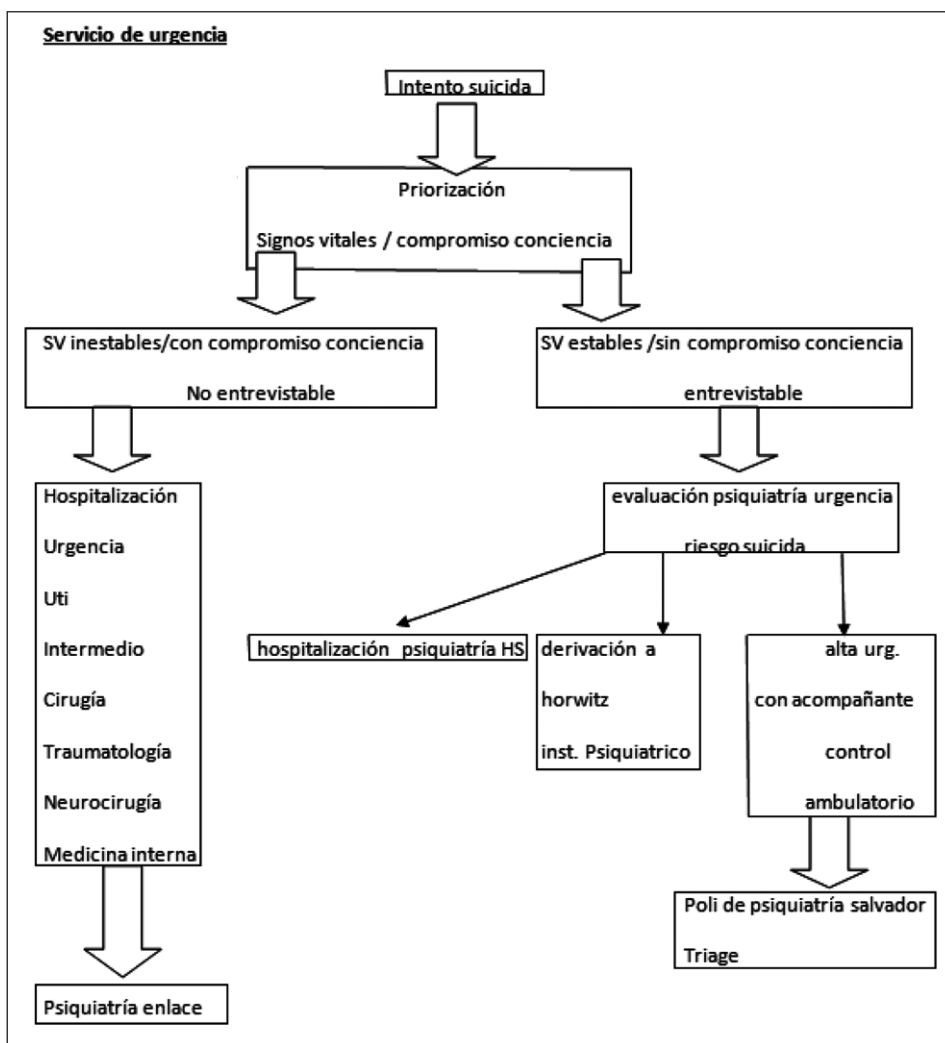 Servicio de urgencia
Intento suicida
Priorización
Signos vitales / compromiso conciencia
SV inestables/con compromiso conciencia
No entrevistable
SV estables /sin compromiso conciencia
entrevistable
Hospitalización
Urgencia
Uti
Intermedio
Cirugía
Traumatología
Neurocirugía
Medicina interna
evaluación psiquiatría urgencia
riesgo suicida
hospitalización psiquiatría HS
derivación a
horwitz
inst. Psiquiatrico
alta urg.
con acompañante
control
ambulatorio
Poli de psiquiatría salvador
Triage
Psiquiatría enlace